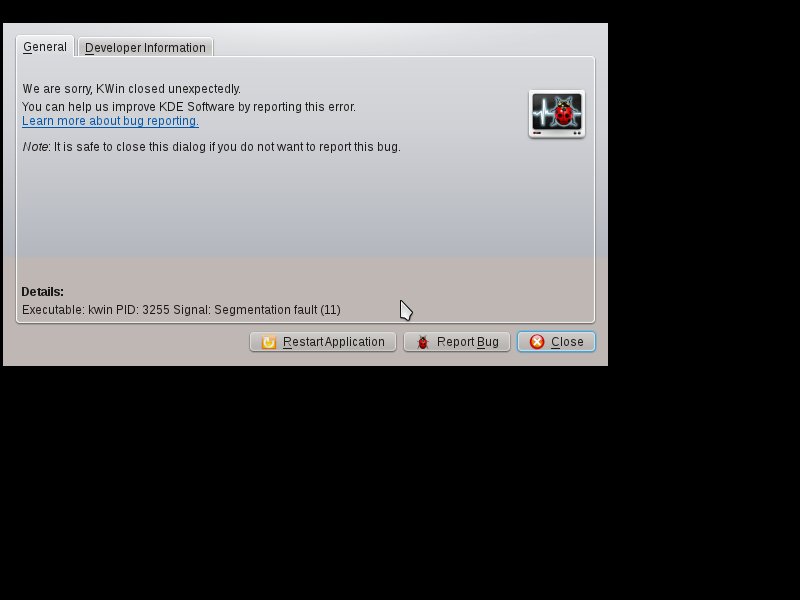 General Developer Information
We are sorry, KWin closed unexpectedly.
You can help us improve KDE Software by reporting this error.
Learn more about bug reporting.
Note: It is safe to close this dialog if you do not want to report this bug.
Details:
Executable: kwin PID: 3255 Signal: Segmentation fault (11)
Restart Application Report Bug Close